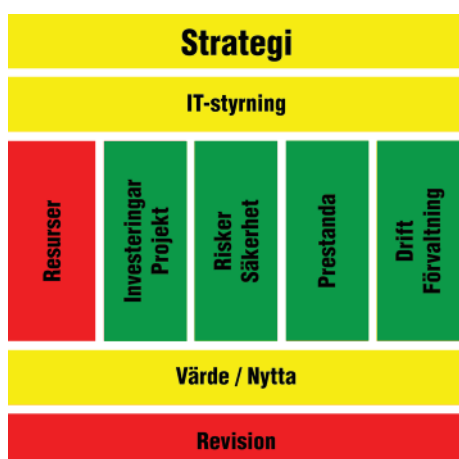 Strategi
IT-styrning
Resurser
Investeringar
Projekt
Risker
Säkerhet
Prestanda
Drift
Förvaltning
Värde / Nytta
Revision